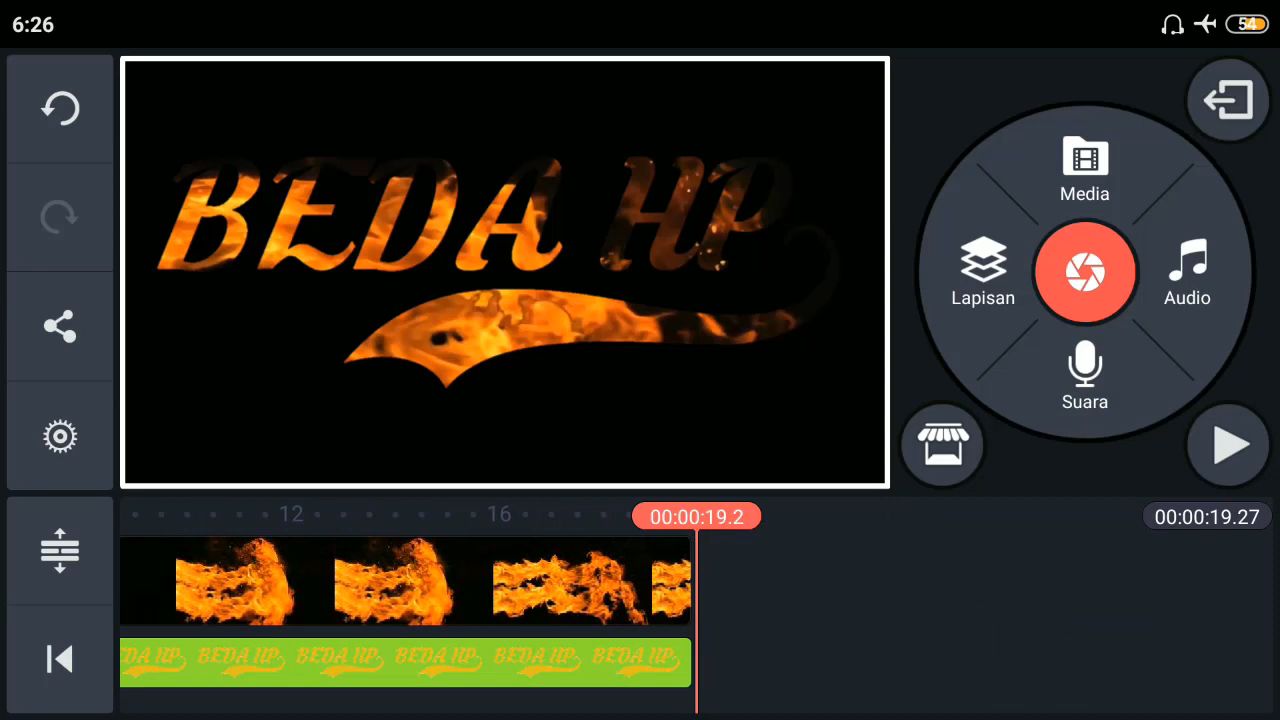 6:26
54
BEDA HP
Media
Lapisan
Audio
Suara
12
16
00:00:19.2
00:00:19.27
DA HP BEDA HP BEDA HP BEDA HP BEDA HP BEDA HP